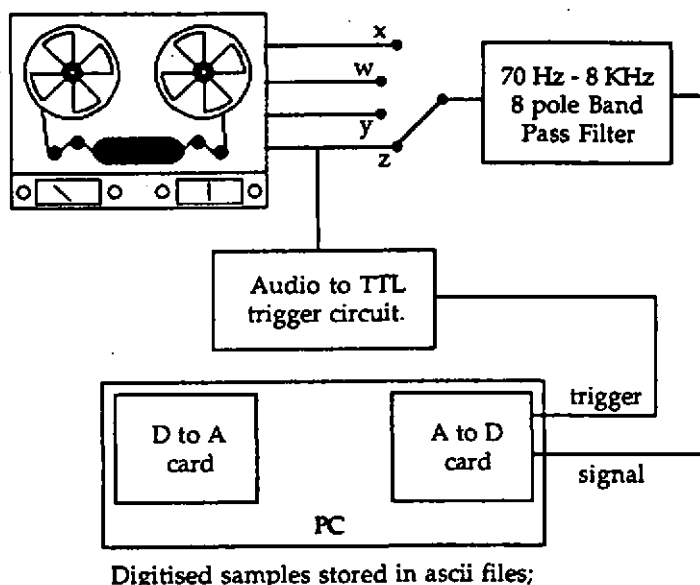 x
w
y
z
70 Hz - 8 KHz
8 pole Band
Pass Filter
Audio to TTL
trigger circuit.
trigger
D to A
card
A to D
card
signal
PC
Digitised samples stored in ascii files;